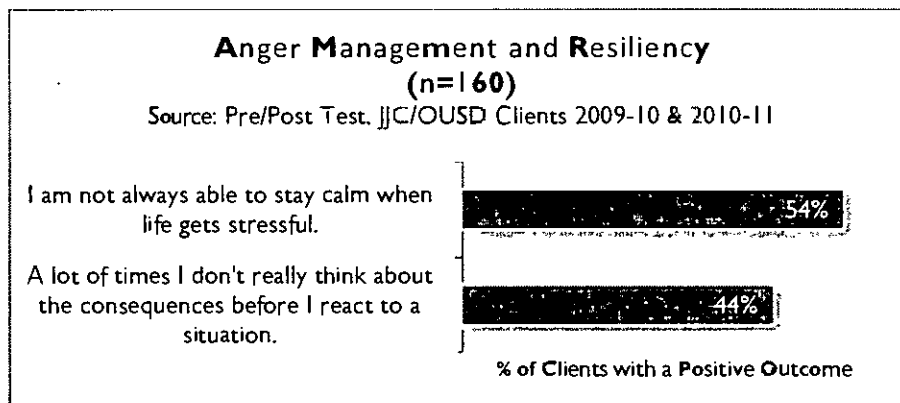 Anger Management and Resiliency
(n=160)
Source: Pre/Post Test. JJC/OUSD Clients 2009-10 & 2010-11
I am not always able to stay calm when
life gets stressful.
54%
A lot of times I don't really think about
the consequences before I react to a
situation.
44%
% of Clients with a Positive Outcome